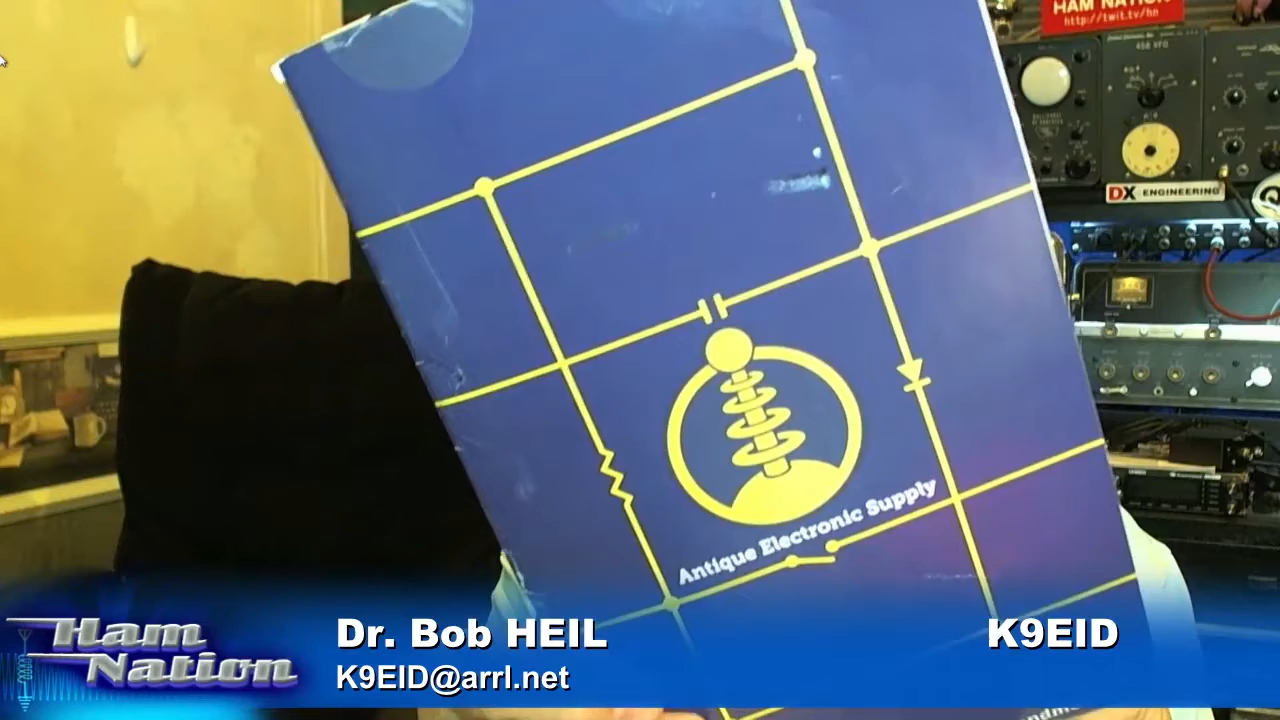 HAM NATION
http://twit.tv/hn
DX ENGINEERING
Antique Electronic Supply
Ham
Nation
Dr. Bob HEIL
K9EID
K9EID@arrl.net